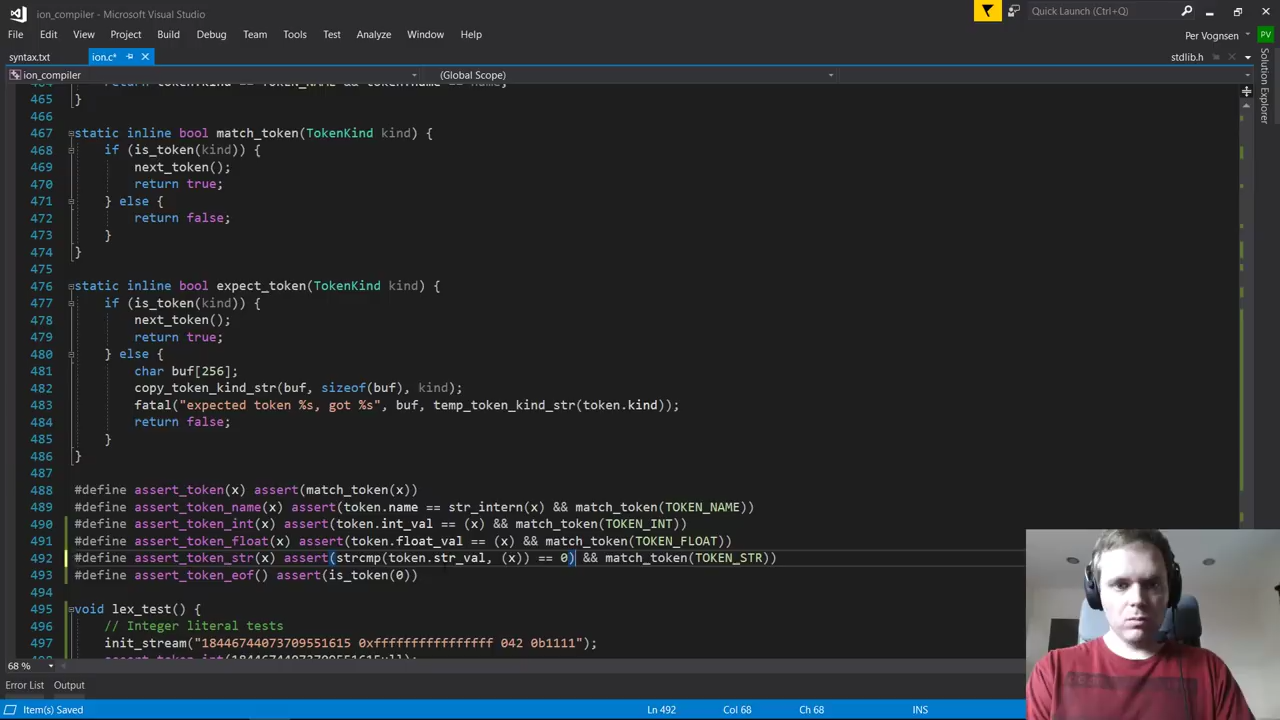 ion_compiler - Microsoft Visual Studio
Quick Launch (Ctrl+Q)
File Edit View Project Build Debug Team Tools Test Analyze Window Help
Per Vognsen PV
syntax.txt ion.c* stdlib.h
ion_compiler (Global Scope)
Solution Explorer
465 }
466
467 static inline bool match_token(TokenKind kind) {
468 if (is_token(kind)) {
469 next_token();
470 return true;
471 } else {
472 return false;
473 }
474 }
475
476 static inline bool expect_token(TokenKind kind) {
477 if (is_token(kind)) {
478 next_token();
479 return true;
480 } else {
481 char buf[256];
482 copy_token_kind_str(buf, sizeof(buf), kind);
483 fatal("expected token %s, got %s", buf, temp_token_kind_str(token.kind));
484 return false;
485 }
486 }
487
488 #define assert_token(x) assert(match_token(x))
489 #define assert_token_name(x) assert(token.name == str_intern(x) && match_token(TOKEN_NAME))
490 #define assert_token_int(x) assert(token.int_val == (x) && match_token(TOKEN_INT))
491 #define assert_token_float(x) assert(token.float_val == (x) && match_token(TOKEN_FLOAT))
492 #define assert_token_str(x) assert(strcmp(token.str_val, (x)) == 0) && match_token(TOKEN_STR))
493 #define assert_token_eof() assert(is_token(0))
494
495 void lex_test() {
496 // Integer literal tests
497 init_stream("18446744073709551615 0xffffffffffffffff 042 0b1111");
68 %
Error List Output
Item(s) Saved Ln 492 Col 68 Ch 68 INS